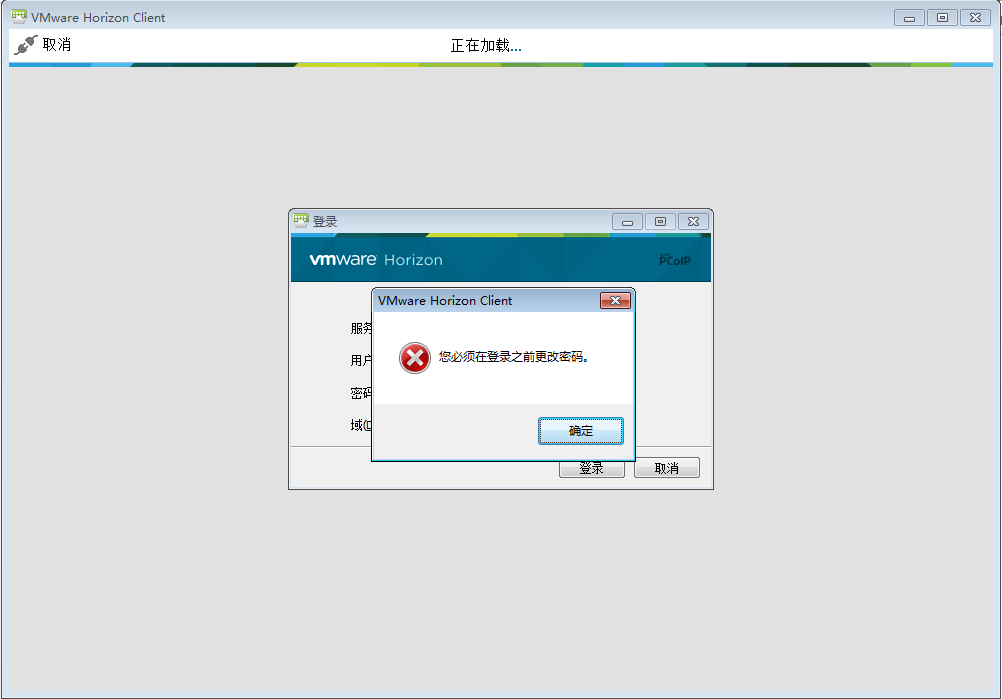 VMware Horizon Client
取消
正在加载...
登录
vmware Horizon
PCoIP
VMware Horizon Client
服务
您必须在登录之前更改密码。
用户
密码
域(D
确定
登录
取消